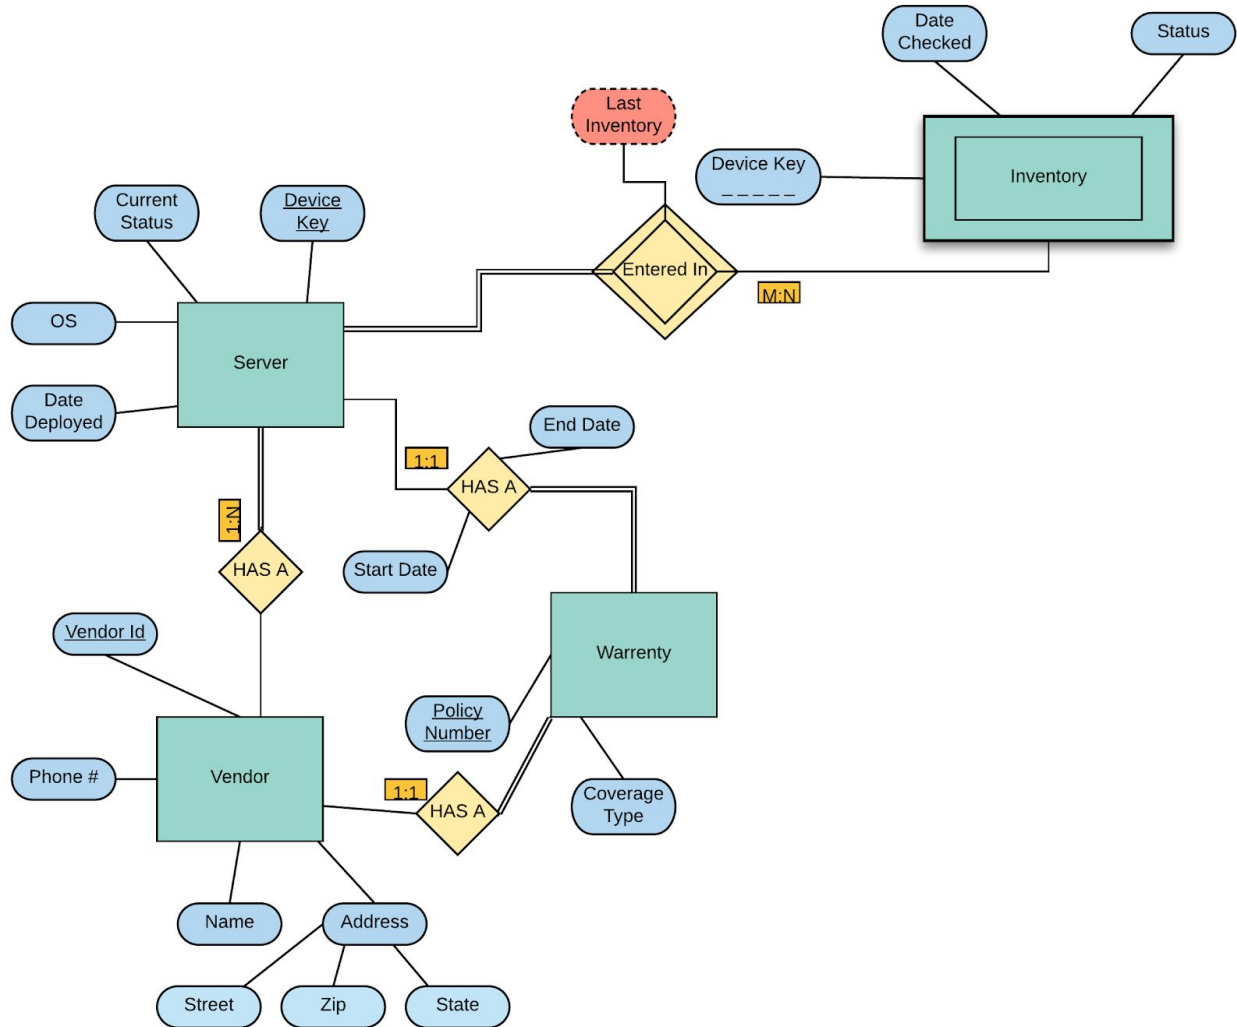 Date
Checked
Status
Last
Inventory
Device Key
_ _ _ _ _
Inventory
Current
Status
Device
Key
Entered In
M:N
OS
Server
Date
Deployed
End Date
1:1
HAS A
1:N
HAS A
Start Date
Vendor Id
Warrenty
Policy
Number
Phone #
Vendor
1:1
HAS A
Coverage
Type
Name
Address
Street
Zip
State